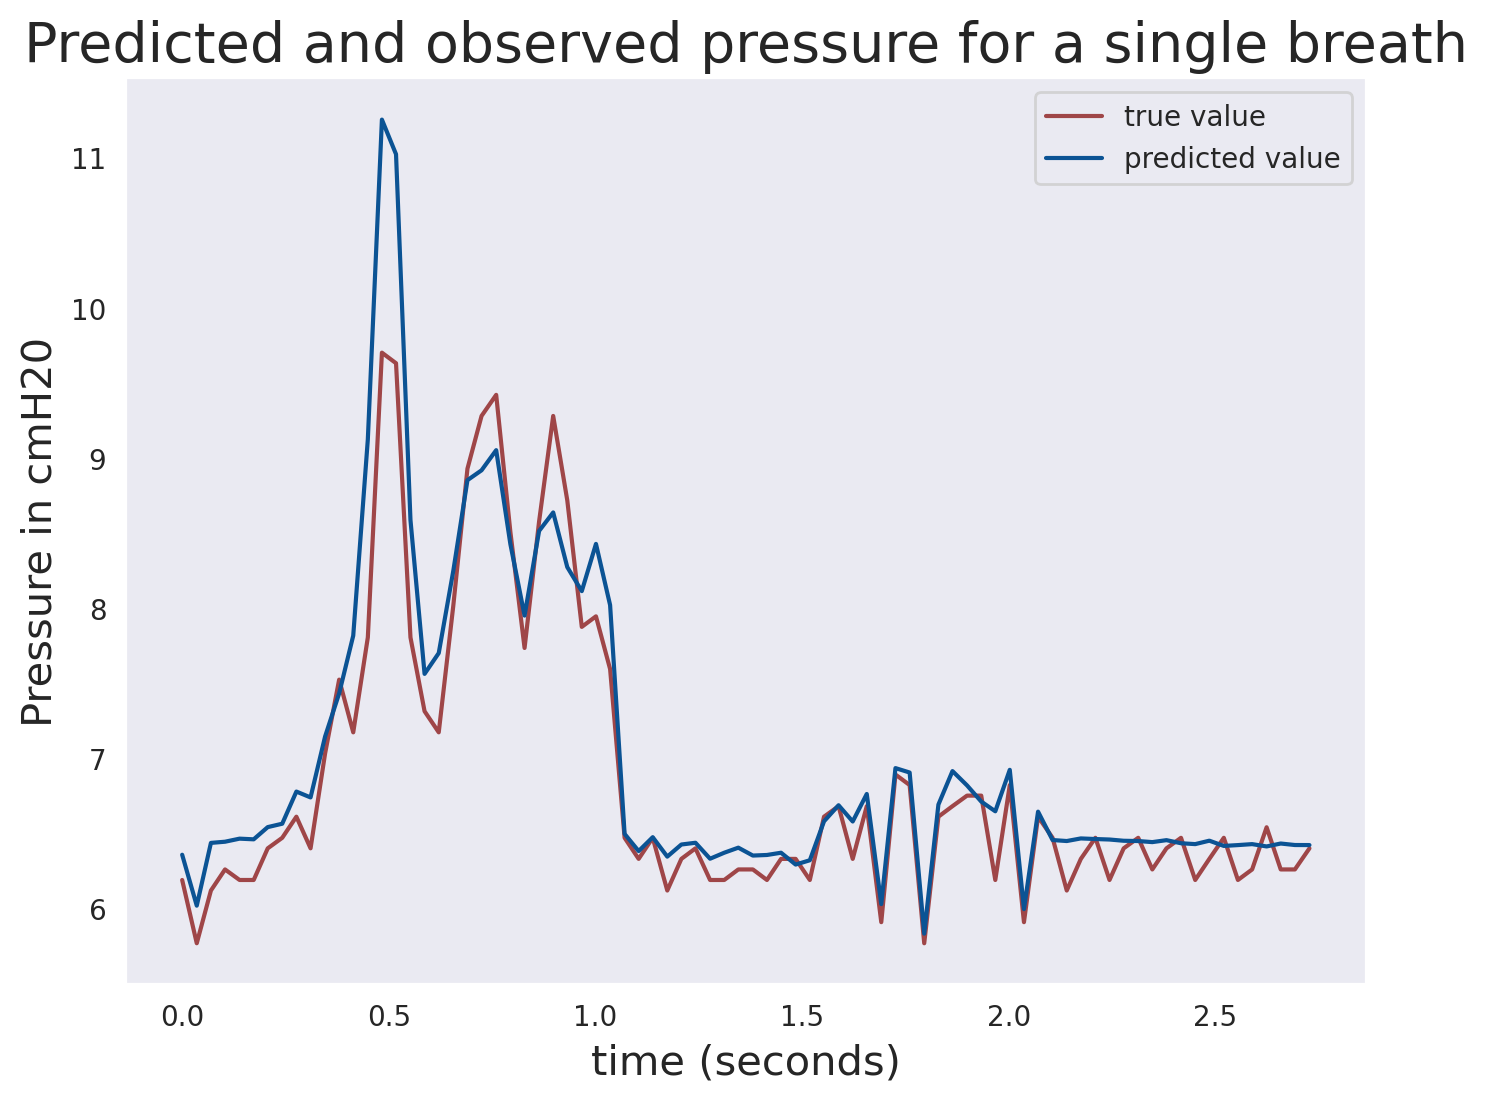 Predicted and observed pressure for a single breath
true value
predicted value
11
10
9
8
7
6
Pressure in cmH20
0.0 0.5 1.0 1.5 2.0 2.5
time (seconds)